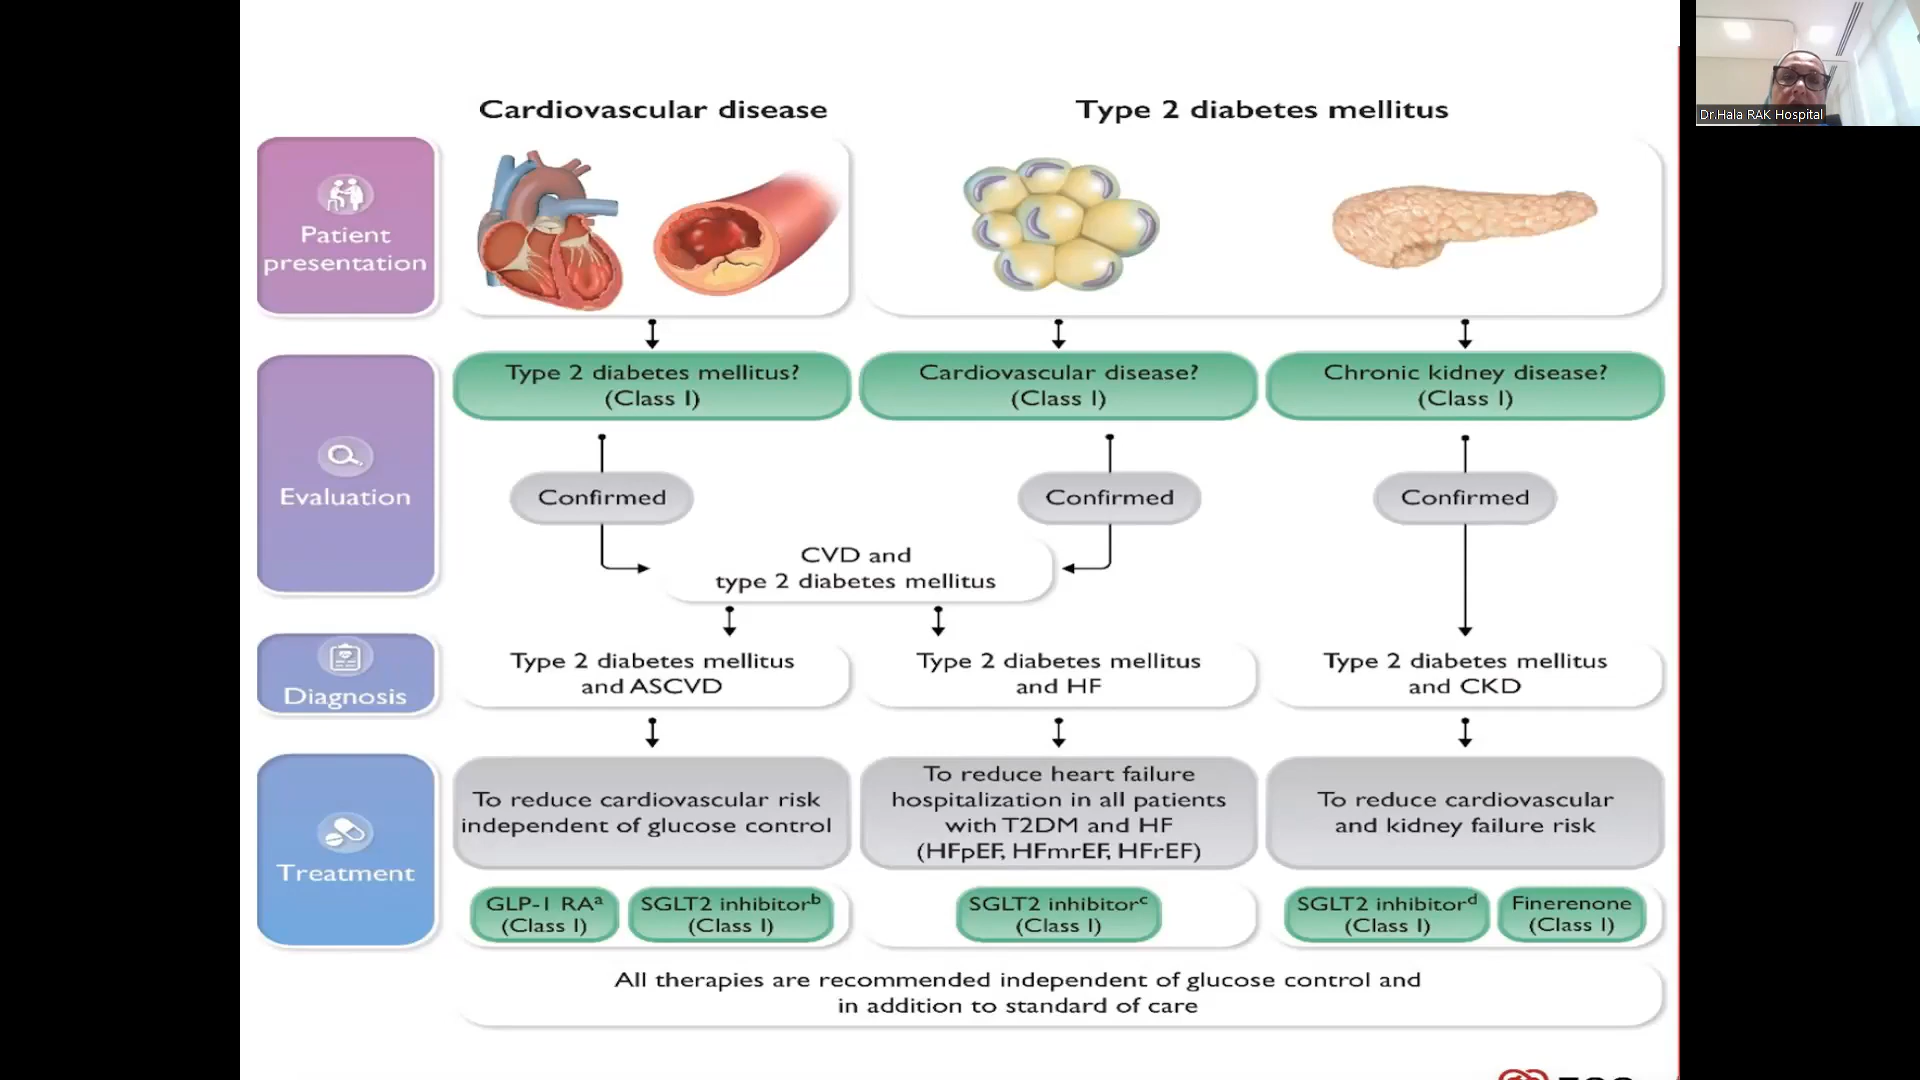 Dr.Hala RAK Hospital
Cardiovascular disease
Type 2 diabetes mellitus
Patient
presentation
Type 2 diabetes mellitus?
(Class I)
Cardiovascular disease?
(Class I)
Chronic kidney disease?
(Class I)
Evaluation
Confirmed
Confirmed
Confirmed
CVD and
type 2 diabetes mellitus
Diagnosis
Type 2 diabetes mellitus
and ASCVD
Type 2 diabetes mellitus
and HF
Type 2 diabetes mellitus
and CKD
Treatment
To reduce cardiovascular risk
independent of glucose control
To reduce heart failure
hospitalization in all patients
with T2DM and HF
(HFpEF, HFmrEF, HFrEF)
To reduce cardiovascular
and kidney failure risk
GLP-1 RAᵃ
(Class I)
SGLT2 inhibitorᵇ
(Class I)
SGLT2 inhibitorᶜ
(Class I)
SGLT2 inhibitorᵈ
(Class I)
Finerenone
(Class I)
All therapies are recommended independent of glucose control and
in addition to standard of care